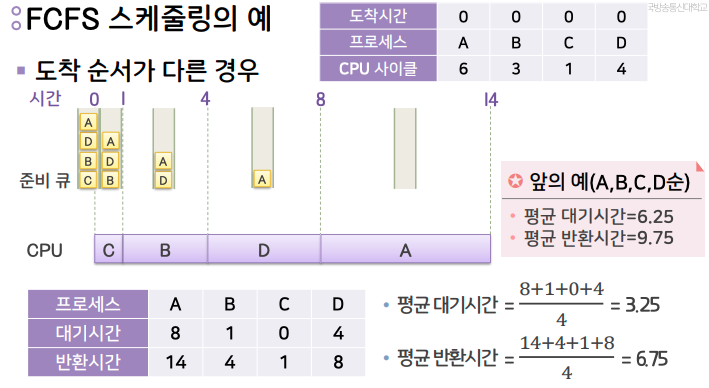 국방송통신대학교
FCFS 스케줄링의 예
도착시간 0 0 0 0
프로세스 A B C D
CPU 사이클 6 3 1 4
도착 순서가 다른 경우
시간 0 1 4 8 14
A
D A
B D A
준비 큐 C B D A
CPU C B D A
앞의 예(A,B,C,D순)
• 평균 대기시간=6.25
• 평균 반환시간=9.75
프로세스 A B C D
대기시간 8 1 0 4
반환시간 14 4 1 8
• 평균 대기시간 = 8+1+0+4 / 4 = 3.25
• 평균 반환시간 = 14+4+1+8 / 4 = 6.75